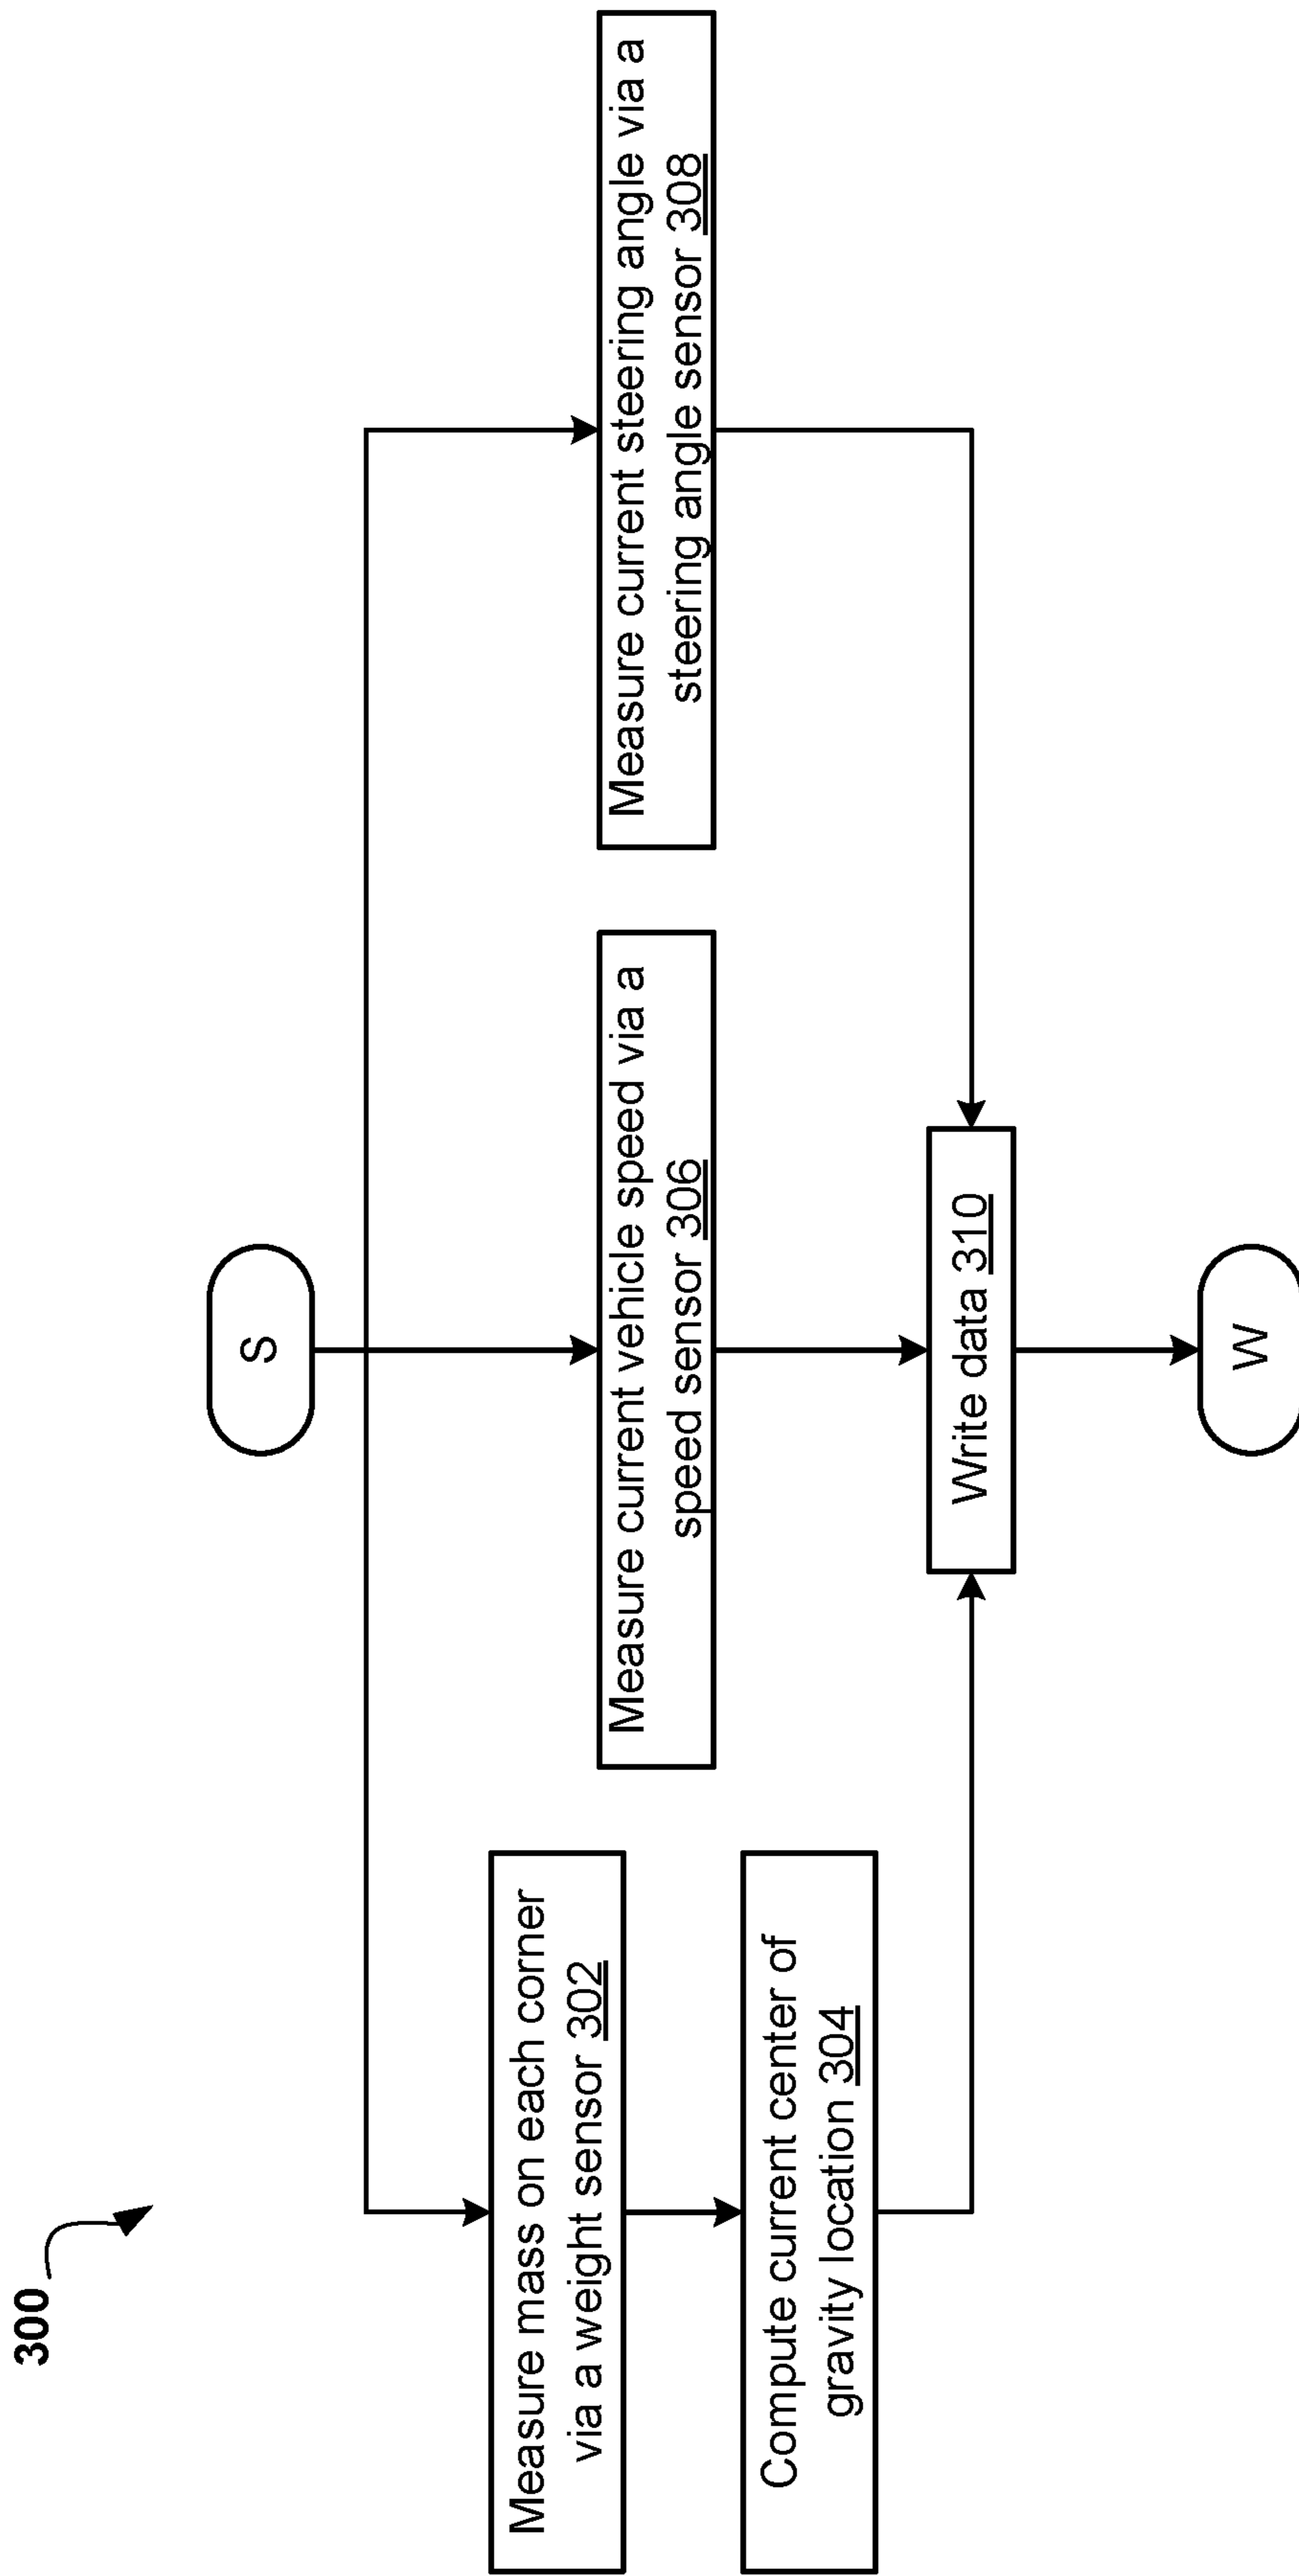 300
S
Measure mass on each corner
via a weight sensor 302
Compute current center of
gravity location 304
Measure current vehicle speed via a
speed sensor 306
Measure current steering angle via a
steering angle sensor 308
Write data 310
W